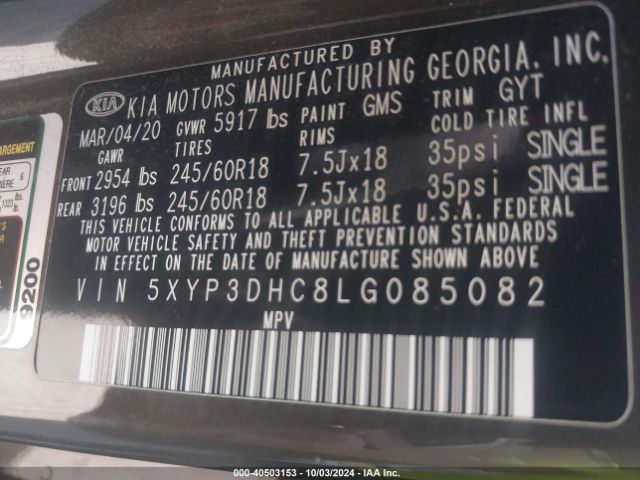 MANUFACTURED BY
KIA KIA MOTORS MANUFACTURING GEORGIA, INC.
MAR/04/20 GVWR 5917 lbs PAINT GMS TRIM GYT
GAWR TIRES RIMS COLD TIRE INFL
FRONT 2954 lbs 245/60R18 7.5Jx18 35psi SINGLE
REAR 3196 lbs 245/60R18 7.5Jx18 35psi SINGLE
THIS VEHICLE CONFORMS TO ALL APPLICABLE U.S.A. FEDERAL
MOTOR VEHICLE SAFETY AND THEFT PREVENTION STANDARDS
IN EFFECT ON THE DATE OF MANUFACTURE SHOWN ABOVE
VIN 5XYP3DHC8LG085082
MPV
ARGEMENT
6
9200
000-40503153 - 10/03/2024 - IAA Inc.